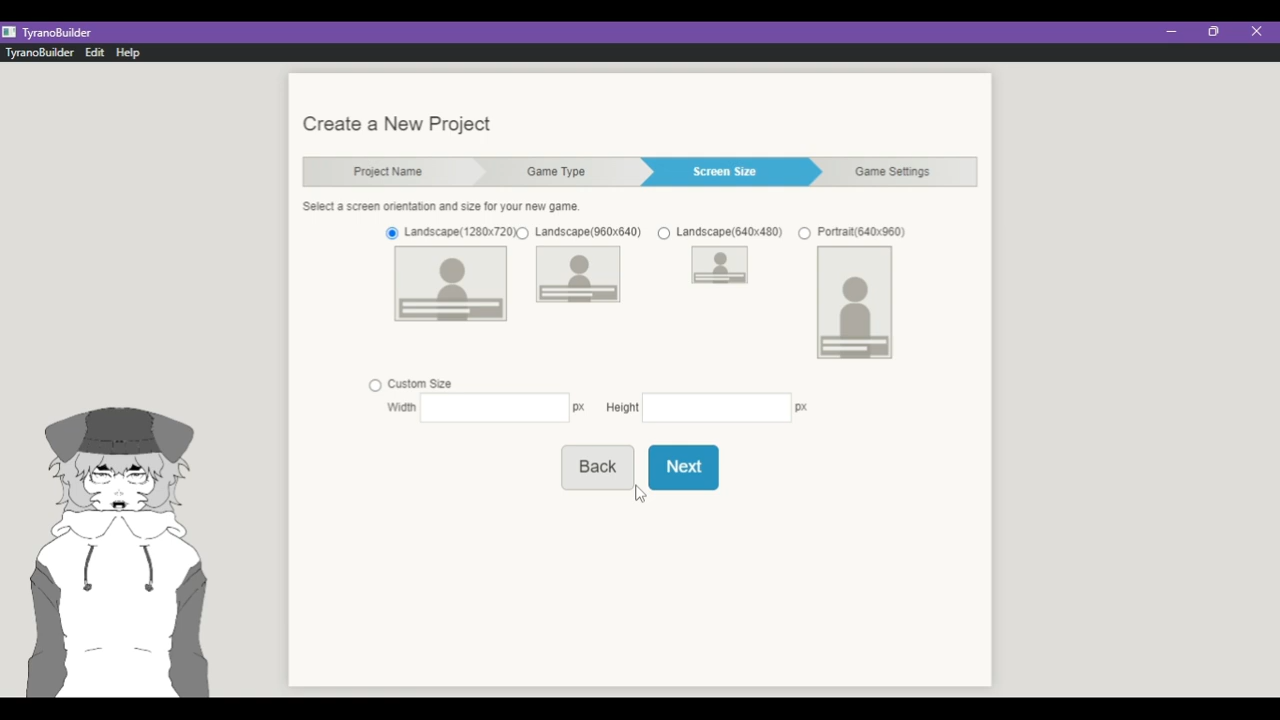 TyranoBuilder
TyranoBuilder Edit Help
Create a New Project
Project Name Game Type Screen Size Game Settings
Select a screen orientation and size for your new game.
Landscape(1280x720) Landscape(960x640) Landscape(640x480) Portrait(640x960)
Custom Size
Width px Height px
Back Next